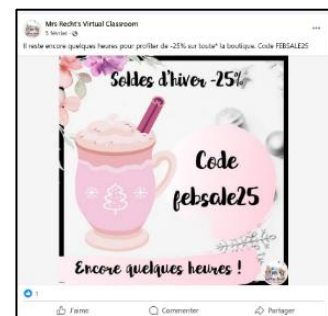 Mrs Recht's Virtual Classroom
5 février
Il reste encore quelques heures pour profiter de -25% sur toute* la boutique. Code FEBSALE25
Soldes d'hiver -25%
Code
febsale25
Encore quelques heures !
1
J'aime
Commenter
Partager